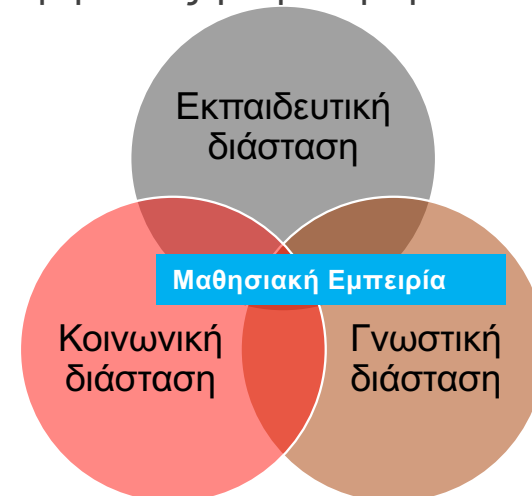 Εκπαιδευτική
διάσταση
Μαθησιακή Εμπειρία
Κοινωνική
διάσταση
Γνωστική
διάσταση